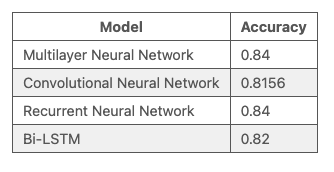 Model Accuracy
Multilayer Neural Network 0.84
Convolutional Neural Network 0.8156
Recurrent Neural Network 0.84
Bi-LSTM 0.82